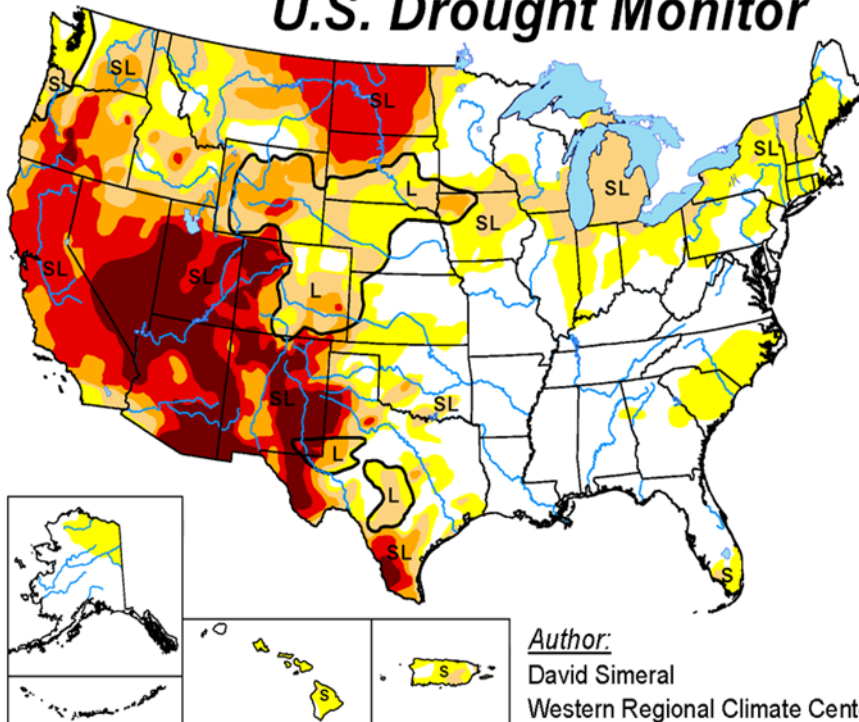 U.S. Drought Monitor
SL
S
SL
L
SL
SL
SL
SL
SL
L
SL
SL
L
L
SL
S
S
S
Author:
David Simeral
Western Regional Climate Cent